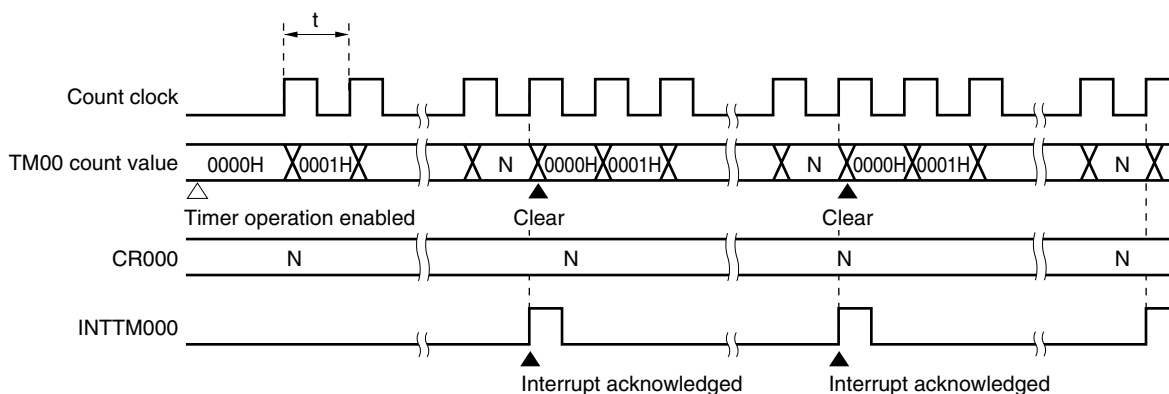 t
Count clock
TM00 count value 0000H 0001H N 0000H 0001H N 0000H 0001H N
Timer operation enabled Clear Clear
CR000 N N N N
INTTM000
Interrupt acknowledged Interrupt acknowledged